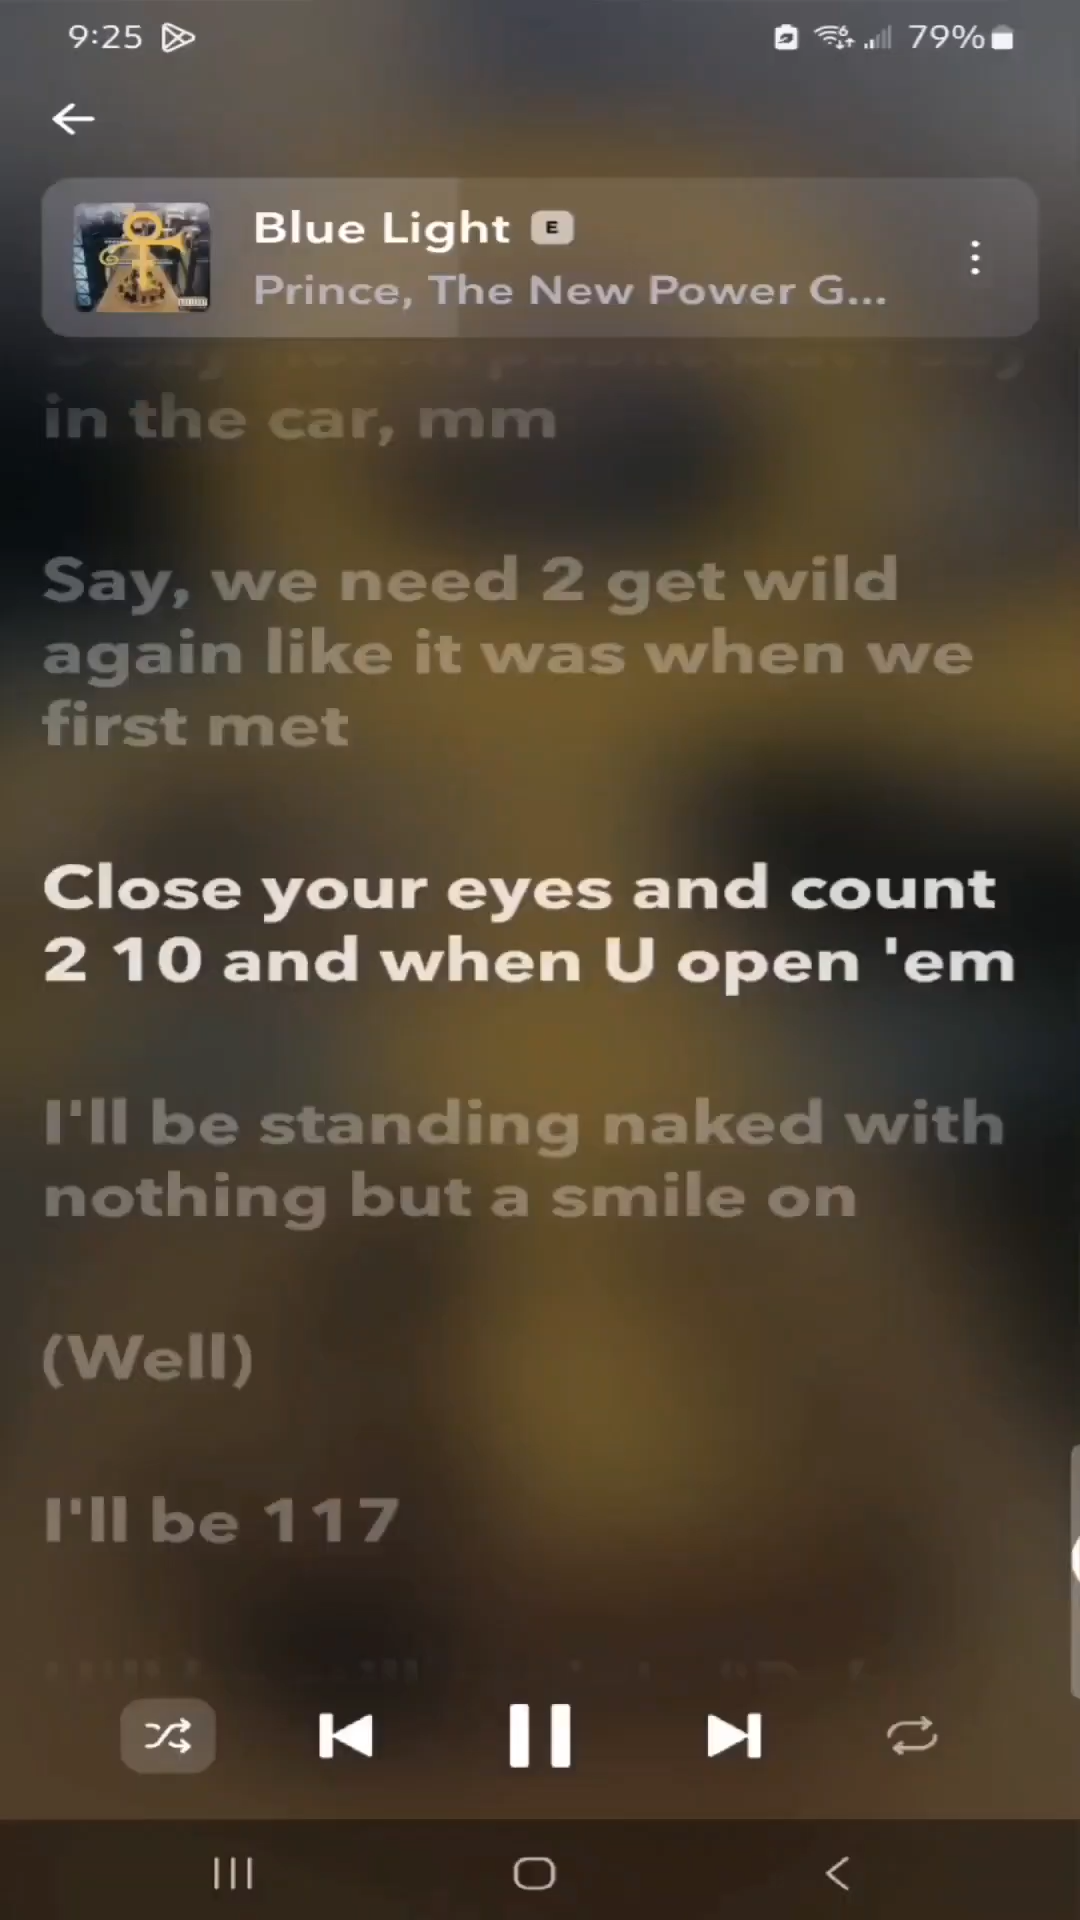 9:25
79%
Blue Light E
Prince, The New Power G...
in the car, mm
Say, we need 2 get wild
again like it was when we
first met
Close your eyes and count
2 10 and when U open 'em
I'll be standing naked with
nothing but a smile on
(Well)
I'll be 117